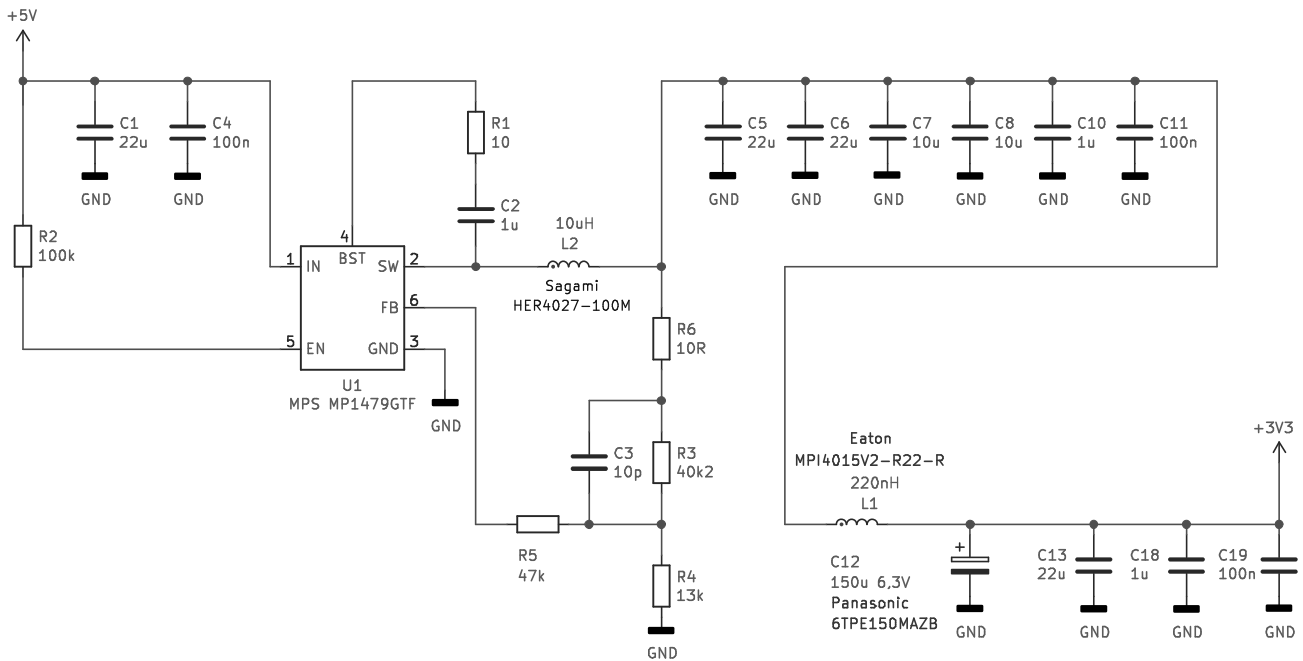 +5V
C1
22u
GND
C4
100n
GND
R2
100k
R1
10
C2
1u
4
BST
1
IN
SW
2
FB
6
5
EN
GND
3
U1
MPS MP1479GTF
GND
10uH
L2
Sagami
HER4027-100M
C5
22u
GND
C6
22u
GND
C7
10u
GND
C8
10u
GND
C10
1u
GND
C11
100n
GND
R6
10R
C3
10p
R3
40k2
R5
47k
R4
13k
GND
Eaton
MPI4015V2-R22-R
220nH
L1
+3V3
+
C12
150u 6,3V
Panasonic
6TPE150MAZB
GND
C13
22u
GND
C18
1u
GND
C19
100n
GND